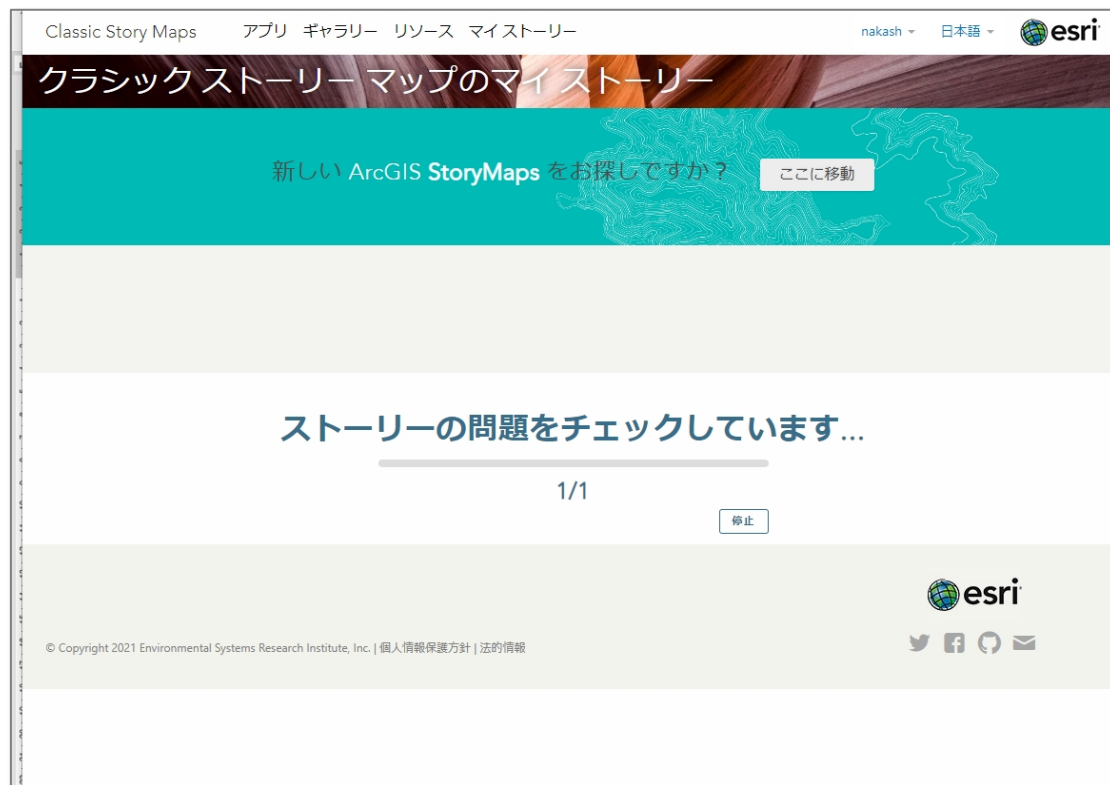 Classic Story Maps アプリ ギャラリー リソース マイ ストーリー nakash 日本語 esri
クラシック ストーリー マップのマイ ストーリー
新しい ArcGIS StoryMaps をお探しですか？ ここに移動
ストーリーの問題をチェックしています...
1/1
停止
esri
© Copyright 2021 Environmental Systems Research Institute, Inc. | 個人情報保護方針 | 法的情報